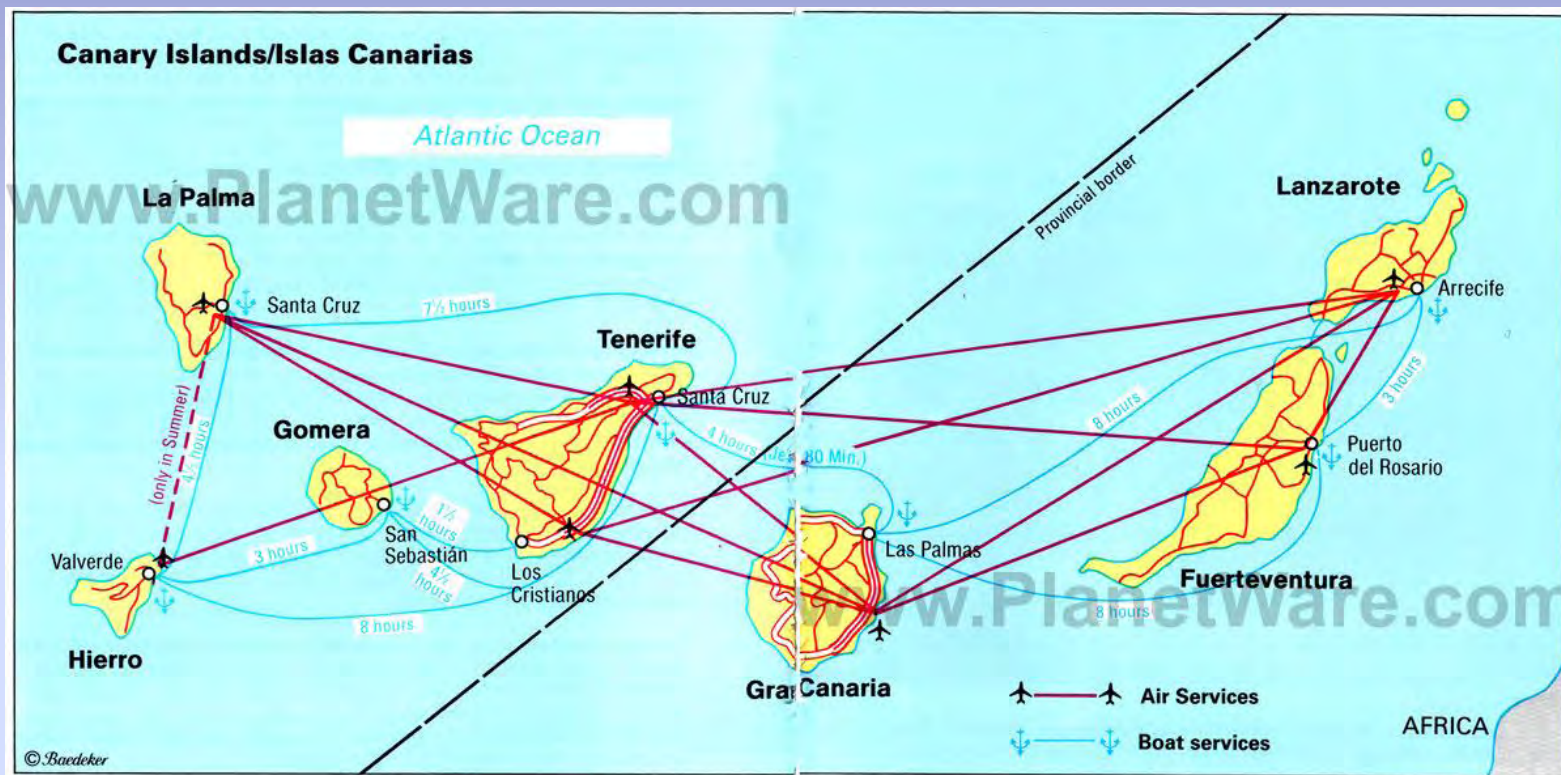 Canary Islands/Islas Canarias
Atlantic Ocean
www.PlanetWare.com
Provincial border
La Palma
Santa Cruz
7½ hours
Lanzarote
Arrecife
Tenerife
Santa Cruz
(only in Summer)
4½ hours
Gomera
4 hours (Jet 80 Min.)
8 hours
3 hours
Puerto
del Rosario
San
Sebastián
1½
hours
Los
Cristianos
4½
hours
Valverde
3 hours
8 hours
Hierro
Las Palmas
Fuerteventura
www.PlanetWare.com
8 hours
Gran Canaria
Air Services
Boat services
AFRICA
© Baedeker